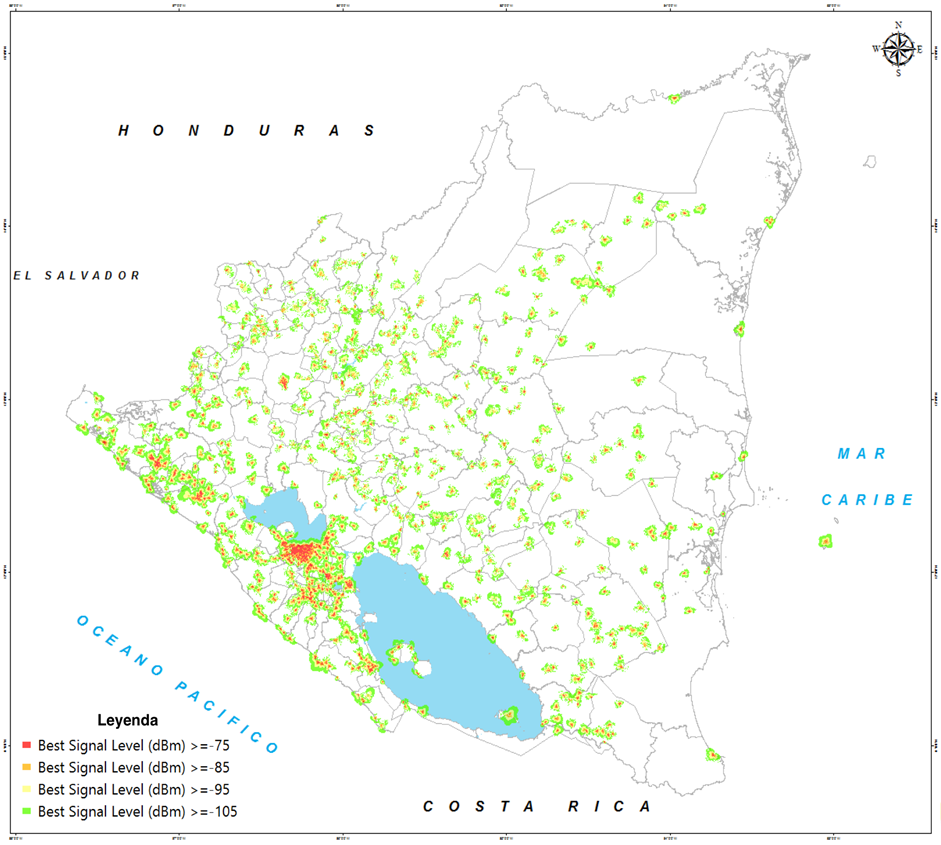 N
W E
S
H O N D U R A S
EL SALVADOR
MAR
CARIBE
OCEANO PACIFICO
Leyenda
Best Signal Level (dBm) >=-75
Best Signal Level (dBm) >=-85
Best Signal Level (dBm) >=-95
Best Signal Level (dBm) >=-105
COSTA RICA